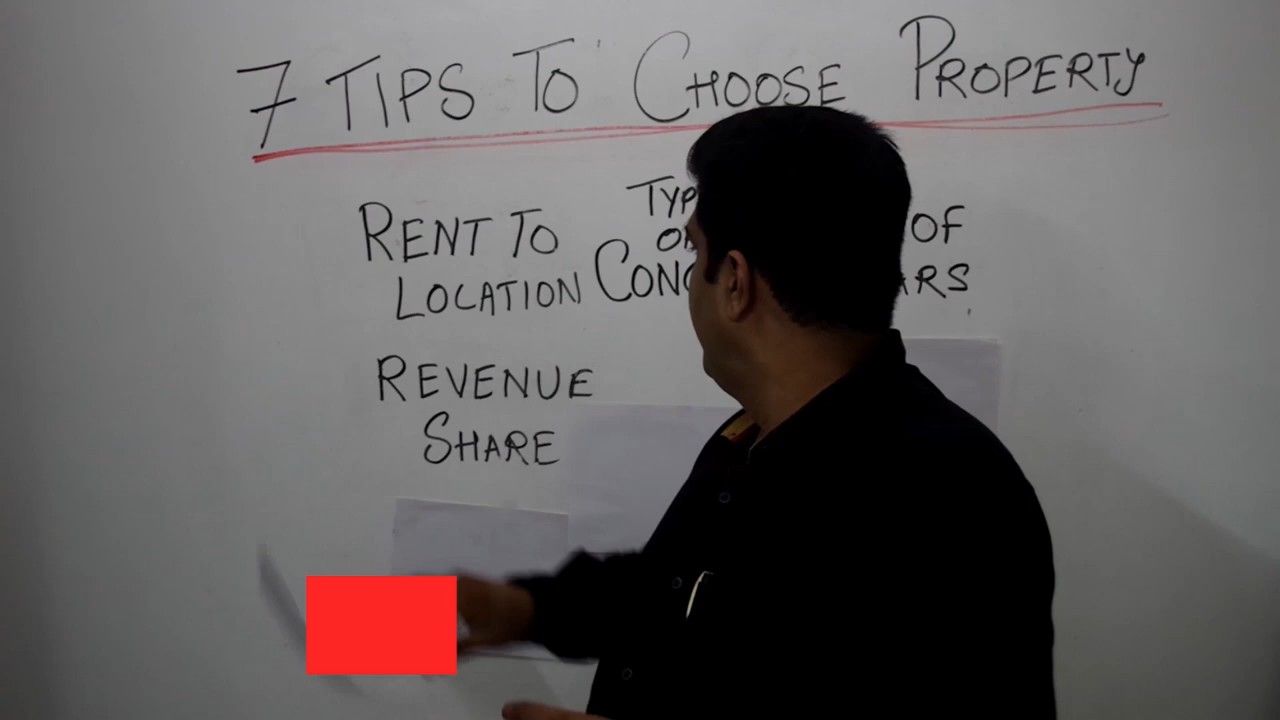 7 TIPS TO CHOOSE PROPERTY
RENT TO
LOCATION
REVENUE
SHARE
OF